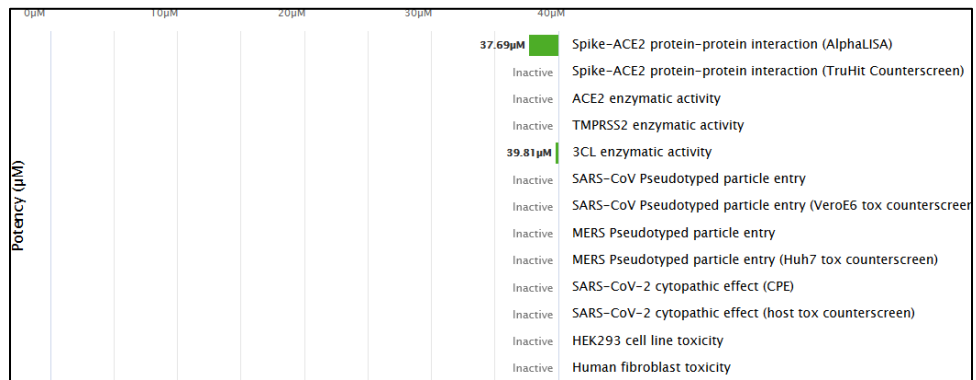 0µM 10µM 20µM 30µM 40µM
37.69µM Spike-ACE2 protein-protein interaction (AlphaLISA)
Inactive Spike-ACE2 protein-protein interaction (TruHit Counterscreen)
Inactive ACE2 enzymatic activity
Inactive TMPRSS2 enzymatic activity
39.81µM 3CL enzymatic activity
Inactive SARS-CoV Pseudotyped particle entry
Inactive SARS-CoV Pseudotyped particle entry (VeroE6 tox counterscreen
Inactive MERS Pseudotyped particle entry
Inactive MERS Pseudotyped particle entry (Huh7 tox counterscreen)
Inactive SARS-CoV-2 cytopathic effect (CPE)
Inactive SARS-CoV-2 cytopathic effect (host tox counterscreen)
Inactive HEK293 cell line toxicity
Inactive Human fibroblast toxicity
Potency (µM)